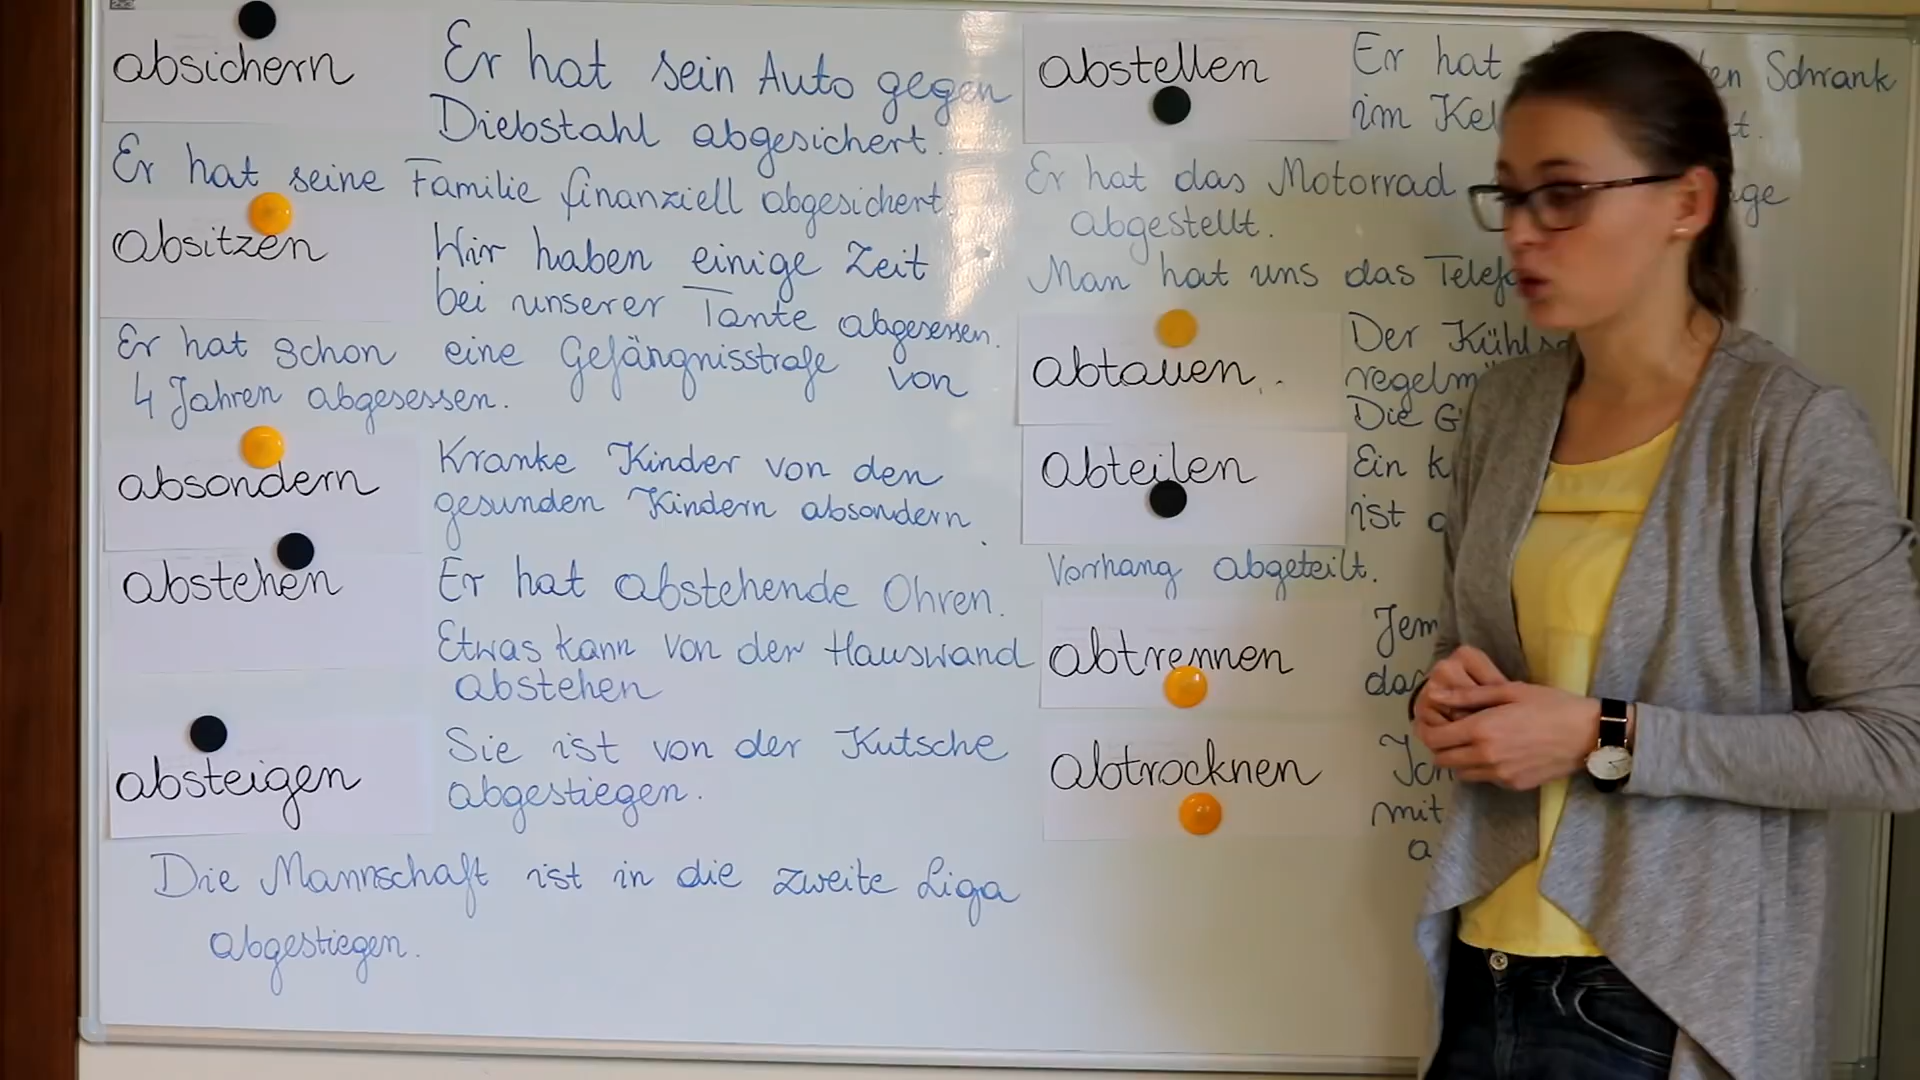 absichern
Er hat sein Auto gegen
Diebstahl abgesichert.
Er hat seine Familie finanziell abgesichert.
absitzen
Wir haben einige Zeit
bei unserer Tante abgesessen.
Er hat schon eine Gefängnisstrafe von
4 Jahren abgesessen.
absondern
Kranke Kinder von den
gesunden Kindern absondern.
abstehen
Er hat abstehende Ohren.
Etwas kann von der Hauswand
abstehen
absteigen
Sie ist von der Kutsche
abgestiegen.
Die Mannschaft ist in die zweite Liga
abgestiegen.
abstellen
Er hat Schrank
im
Er hat das Motorrad
abgestellt.
Man hat uns das
abtauen
Der
Die
abteilen
Ein
ist
Vorhang abgeteilt.
abtrennen
abtrocknen
mit